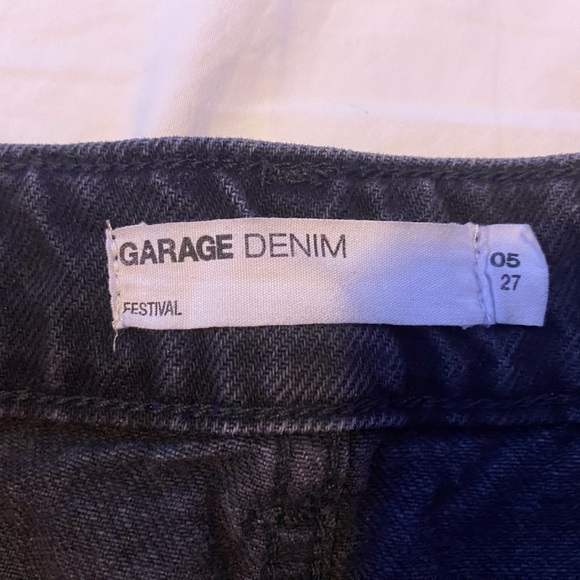 GARAGE DENIM
FESTIVAL
05
27